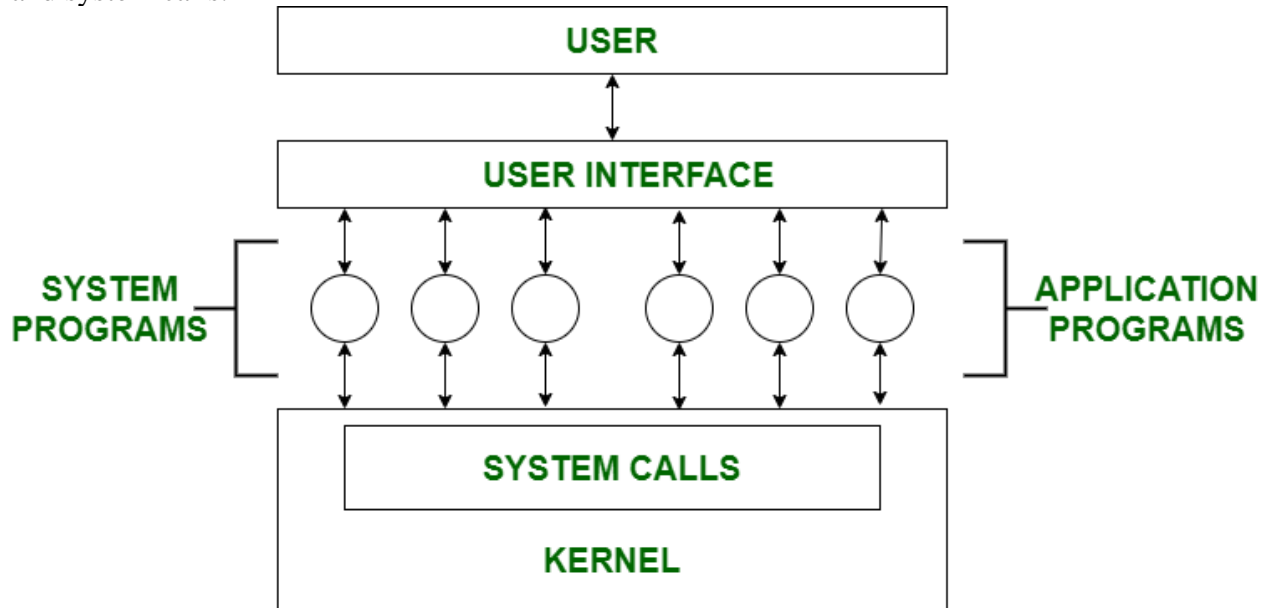 USER
USER INTERFACE
SYSTEM
PROGRAMS
APPLICATION
PROGRAMS
SYSTEM CALLS
KERNEL